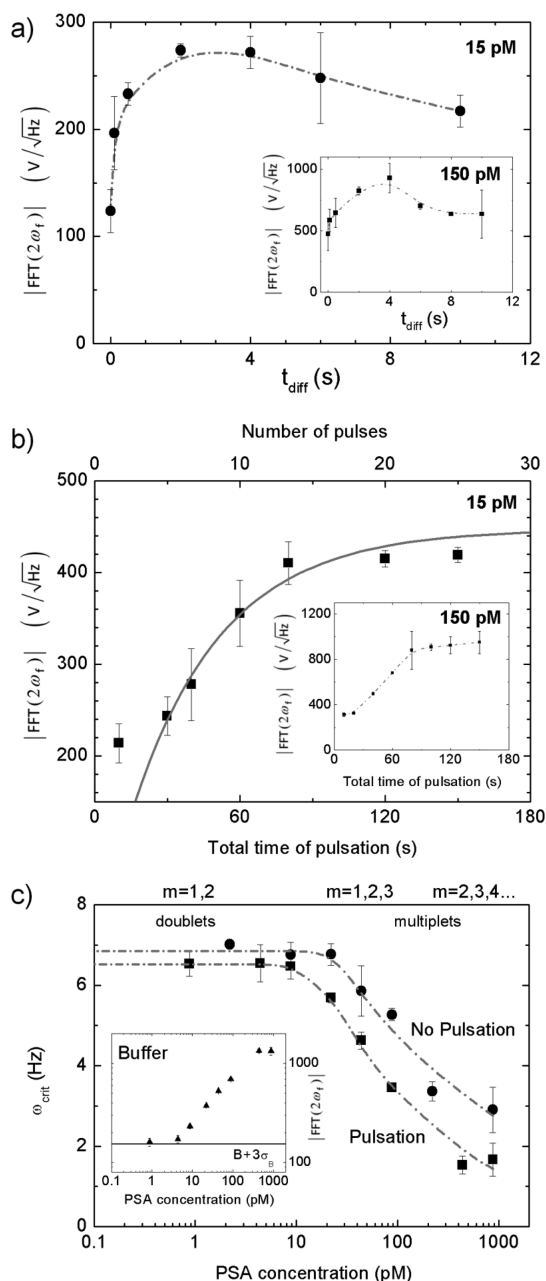 a)
300
200
100
0
|FFT(2ω_f)| (V/√Hz)
15 pM
1000
500
0
|FFT(2ω_f)| (V/√Hz)
150 pM
0 4 8 12
t_diff (s)
0 4 8 12
t_diff (s)
b)
Number of pulses
0 10 20 30
500
400
300
200
|FFT(2ω_f)| (V/√Hz)
15 pM
1200
800
400
0
|FFT(2ω_f)| (V/√Hz)
150 pM
0 60 120 180
Total time of pulsation (s)
0 60 120 180
Total time of pulsation (s)
c)
m=1,2 m=1,2,3 m=2,3,4...
doublets multiplets
8
6
4
2
0
ω_crit (Hz)
No Pulsation
Pulsation
Buffer
1000
100
|FFT(2ω_f)|
B+3σ_B
0.1 1 10 100 1000
PSA concentration (pM)
0.1 1 10 100 1000
PSA concentration (pM)